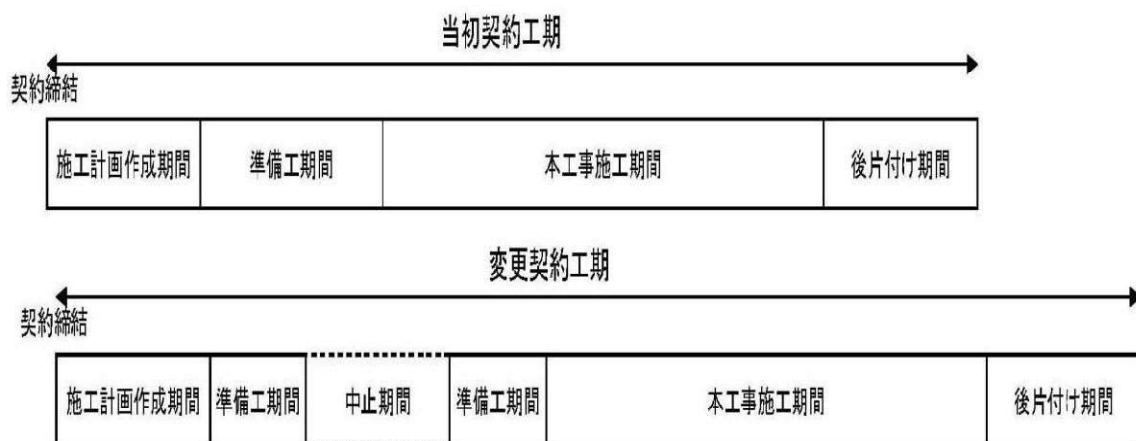 当初契約工期
契約締結
施工計画作成期間 準備工期間 本工事施工期間 後片付け期間
変更契約工期
契約締結
施工計画作成期間 準備工期間 中止期間 準備工期間 本工事施工期間 後片付け期間